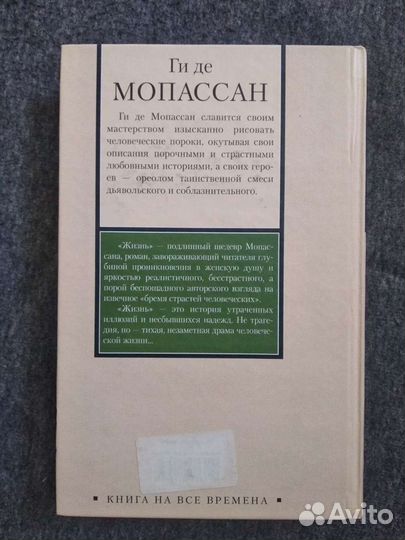 Ги де
МОПАССАН
Ги де Мопассан славится своим
мастерством изысканно рисовать
человеческие пороки, окутывая свои
описания порочными и страстными
любовными историями, а своих геро-
ев — ореолом таинственной смеси
дьявольского и соблазнительного.
«Жизнь» — подлинный шедевр Мопас-
сана, роман, завораживающий читателя глу-
биной проникновения в женскую душу и
яркостью реалистичного, бесстрастного, а
порой беспощадного авторского взгляда на
извечное «бремя страстей человеческих».
«Жизнь» — это история утраченных
иллюзий и несбывшихся надежд. Не траге-
дия, но — тихая, незаметная драма человече-
ской жизни...
▪ КНИГА НА ВСЕ ВРЕМЕНА ▪
Avito